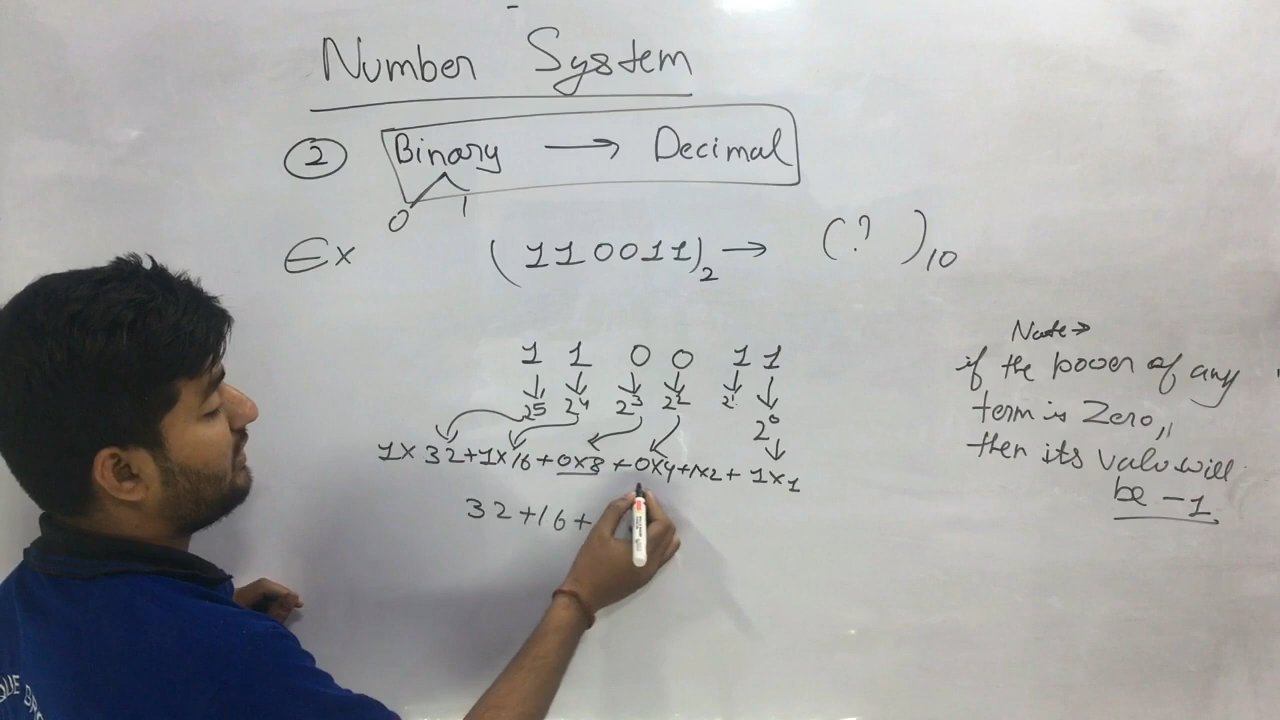 Number System
② Binary → Decimal
0 1
Ex (110011)2 → (? )10
1 1 0 0 1 1
2⁵ 2⁴ 2³ 2² 2¹ 2⁰
1×32+1×16+0×8+0×4+1×2+1×1
32+16+
Note→
if the power of any
term is Zero,,
then its valu will
be -1